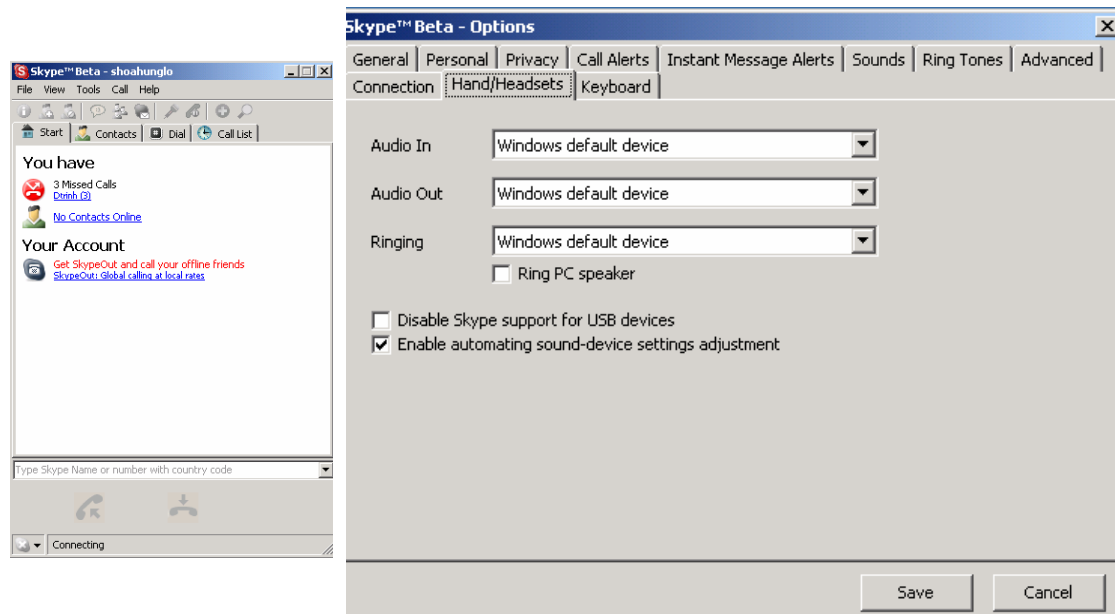 Skype™ Beta - shoahunglo
File View Tools Call Help
Start Contacts Dial Call List
You have
3 Missed Calls
Dtrinh (3)
No Contacts Online
Your Account
Get SkypeOut and call your offline friends
SkypeOut: Global calling at local rates
Type Skype Name or number with country code
Connecting
Skype™ Beta - Options
General Personal Privacy Call Alerts Instant Message Alerts Sounds Ring Tones Advanced
Connection Hand/Headsets Keyboard
Audio In Windows default device
Audio Out Windows default device
Ringing Windows default device
Ring PC speaker
Disable Skype support for USB devices
Enable automating sound-device settings adjustment
Save Cancel